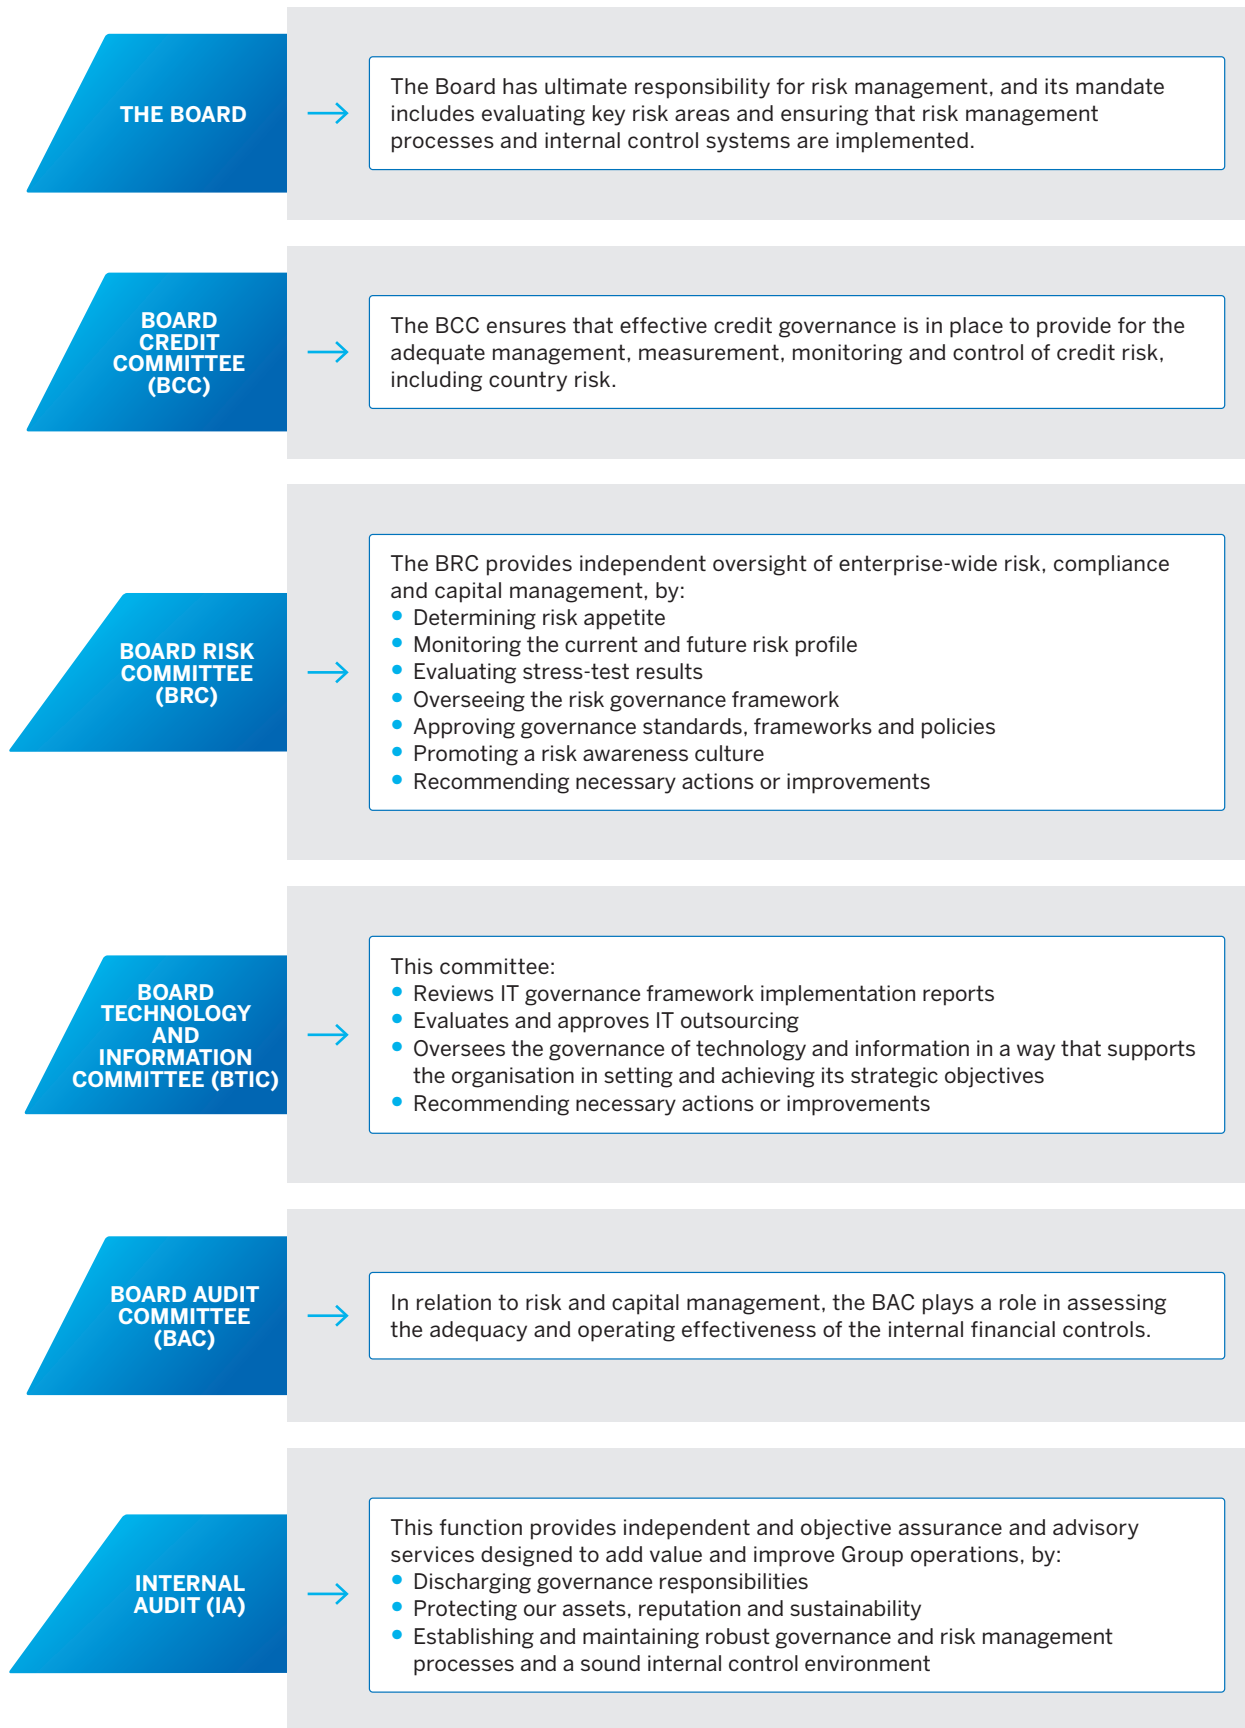 THE BOARD
The Board has ultimate responsibility for risk management, and its mandate
includes evaluating key risk areas and ensuring that risk management
processes and internal control systems are implemented.
BOARD
CREDIT
COMMITTEE
(BCC)
The BCC ensures that effective credit governance is in place to provide for the
adequate management, measurement, monitoring and control of credit risk,
including country risk.
BOARD RISK
COMMITTEE
(BRC)
The BRC provides independent oversight of enterprise-wide risk, compliance
and capital management, by:
• Determining risk appetite
• Monitoring the current and future risk profile
• Evaluating stress-test results
• Overseeing the risk governance framework
• Approving governance standards, frameworks and policies
• Promoting a risk awareness culture
• Recommending necessary actions or improvements
BOARD
TECHNOLOGY
AND
INFORMATION
COMMITTEE (BTIC)
This committee:
• Reviews IT governance framework implementation reports
• Evaluates and approves IT outsourcing
• Oversees the governance of technology and information in a way that supports
the organisation in setting and achieving its strategic objectives
• Recommending necessary actions or improvements
BOARD AUDIT
COMMITTEE
(BAC)
In relation to risk and capital management, the BAC plays a role in assessing
the adequacy and operating effectiveness of the internal financial controls.
INTERNAL
AUDIT (IA)
This function provides independent and objective assurance and advisory
services designed to add value and improve Group operations, by:
• Discharging governance responsibilities
• Protecting our assets, reputation and sustainability
• Establishing and maintaining robust governance and risk management
processes and a sound internal control environment